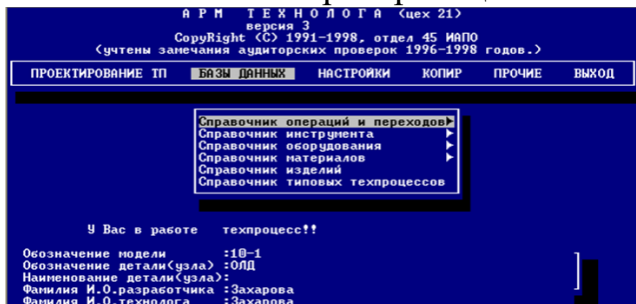 А Р М Т Е Х Н О Л О Г А (цех 21)
версия 3
CopyRight (C) 1991-1998, отдел 45 ИАПО
(учтены замечания аудиторских проверок 1996-1998 годов.)
ПРОЕКТИРОВАНИЕ ТП БАЗЫ ДАННЫХ НАСТРОЙКИ КОПИР ПРОЧИЕ ВЫХОД
Справочник операций и переходов►
Справочник инструмента ►
Справочник оборудования ►
Справочник материалов ►
Справочник изделий
Справочник типовых техпроцессов
У Вас в работе техпроцесс!!
Обозначение модели :10-1
Обозначение детали(узла) :ОЛД
Наименование детали(узла):
Фамилия И.О.разработчика :Захарова
Фамилия И.О.технолога :Захарова